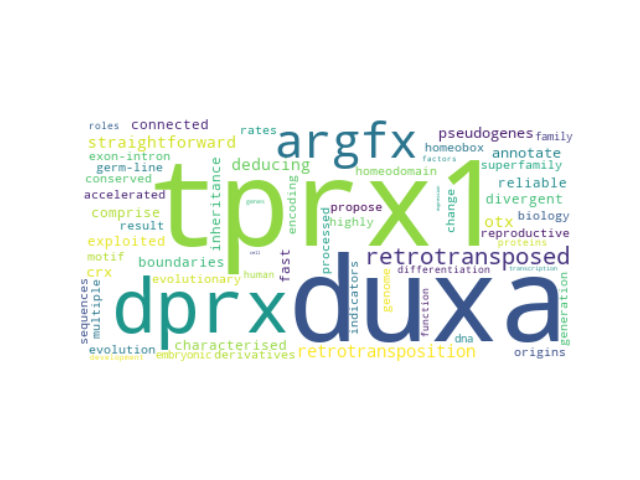 roles
connected
rates
argfx
pseudogenes
family
straightforward
homeobox
factors
annotate
exon-intron
germ-line
deducing
homeodomain
superfamily
conserved
tprx1
reliable
accelerated
inheritance
genes
encoding
propose
expression
change
divergent
comprise
highly
otx
biology
result
reproductive
exploited
processed
proteins
motif
boundaries
cell
fast
retrotransposed
crx
evolutionary
human
differentiation
transcription
sequences
multiple
dprx
duxa
indicators
genome
function
generation
dna
evolution
characterised
development
embryonic
derivatives
retrotransposition
origins